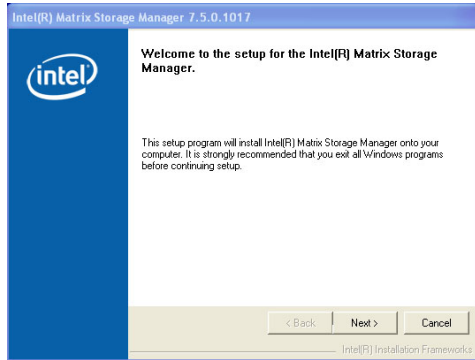 Intel(R) Matrix Storage Manager 7.5.0.1017
intel
Welcome to the setup for the Intel(R) Matrix Storage
Manager.
This setup program will install Intel(R) Matrix Storage Manager onto your
computer. It is strongly recommended that you exit all Windows programs
before continuing setup.
< Back
Next >
Cancel
Intel(R) Installation Frameworks